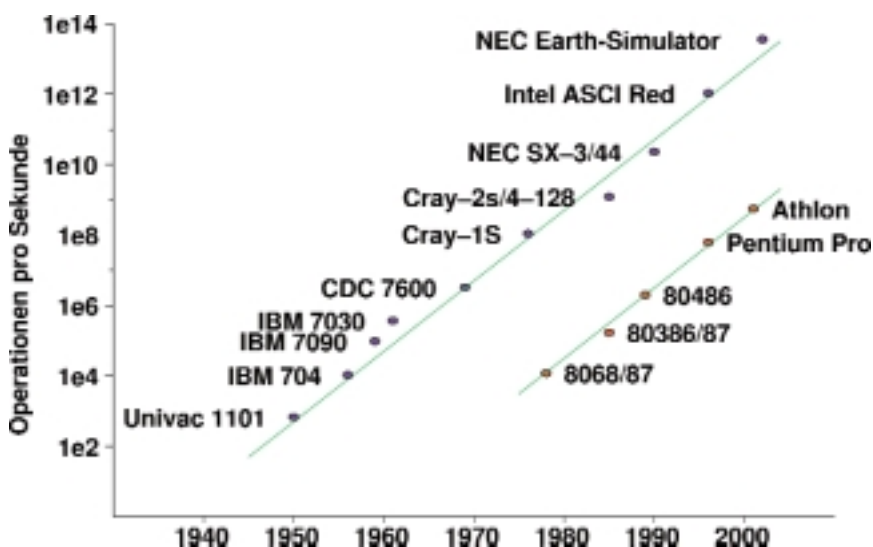 Operationen pro Sekunde
1e14
1e12
1e10
1e8
1e6
1e4
1e2
NEC Earth-Simulator
Intel ASCI Red
NEC SX–3/44
Cray–2s/4–128
Cray–1S
CDC 7600
IBM 7030
IBM 7090
IBM 704
Univac 1101
Athlon
Pentium Pro
80486
80386/87
8068/87
1940 1950 1960 1970 1980 1990 2000